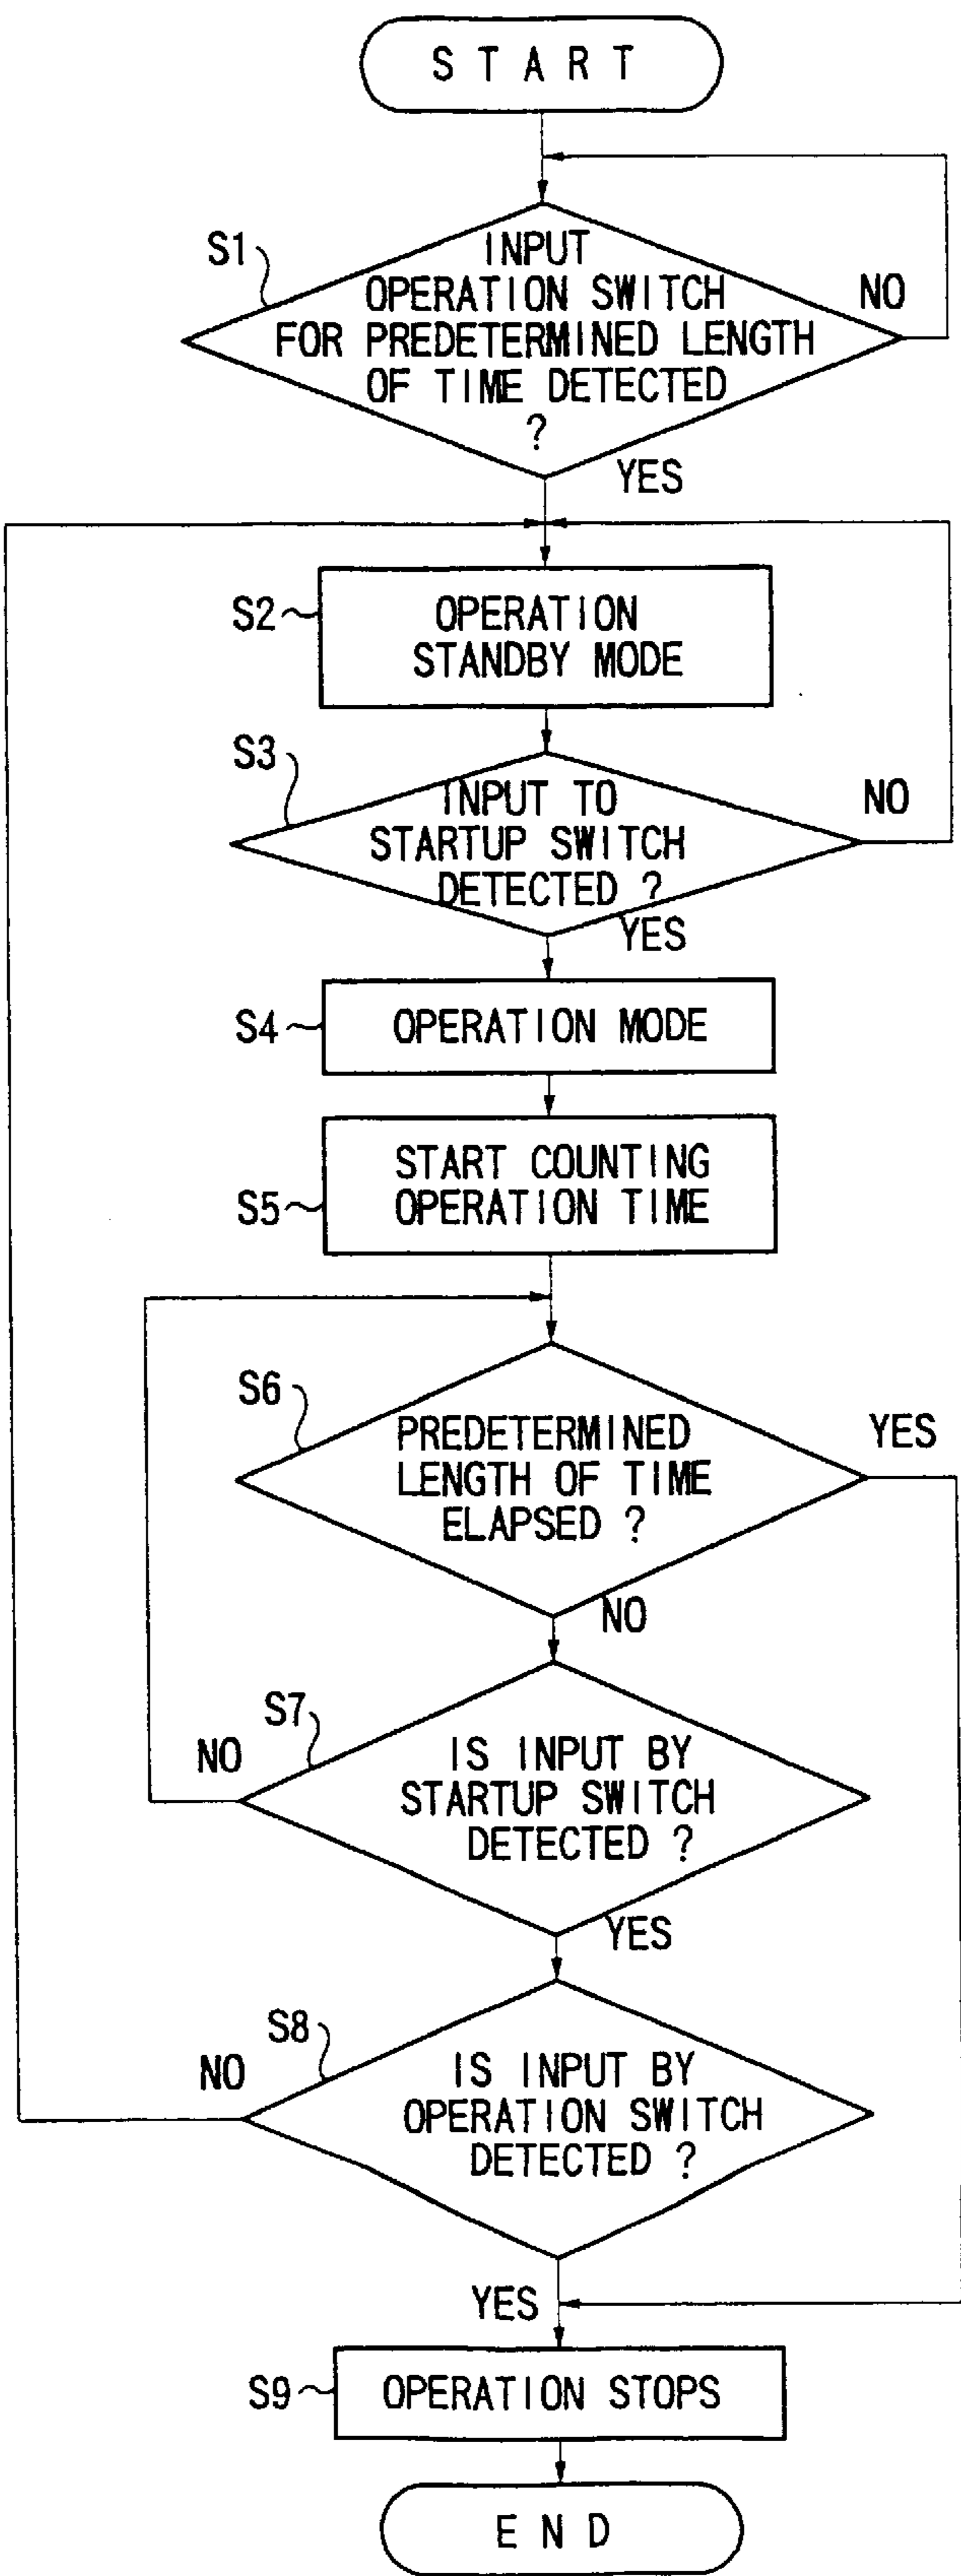 START
S1
INPUT
OPERATION SWITCH
FOR PREDETERMINED LENGTH
OF TIME DETECTED
?
NO
YES
S2
OPERATION
STANDBY MODE
S3
INPUT TO
STARTUP SWITCH
DETECTED ?
NO
YES
S4
OPERATION MODE
S5
START COUNTING
OPERATION TIME
S6
PREDETERMINED
LENGTH OF TIME
ELAPSED ?
YES
NO
S7
NO
IS INPUT BY
STARTUP SWITCH
DETECTED ?
YES
S8
NO
IS INPUT BY
OPERATION SWITCH
DETECTED ?
YES
S9
OPERATION STOPS
END